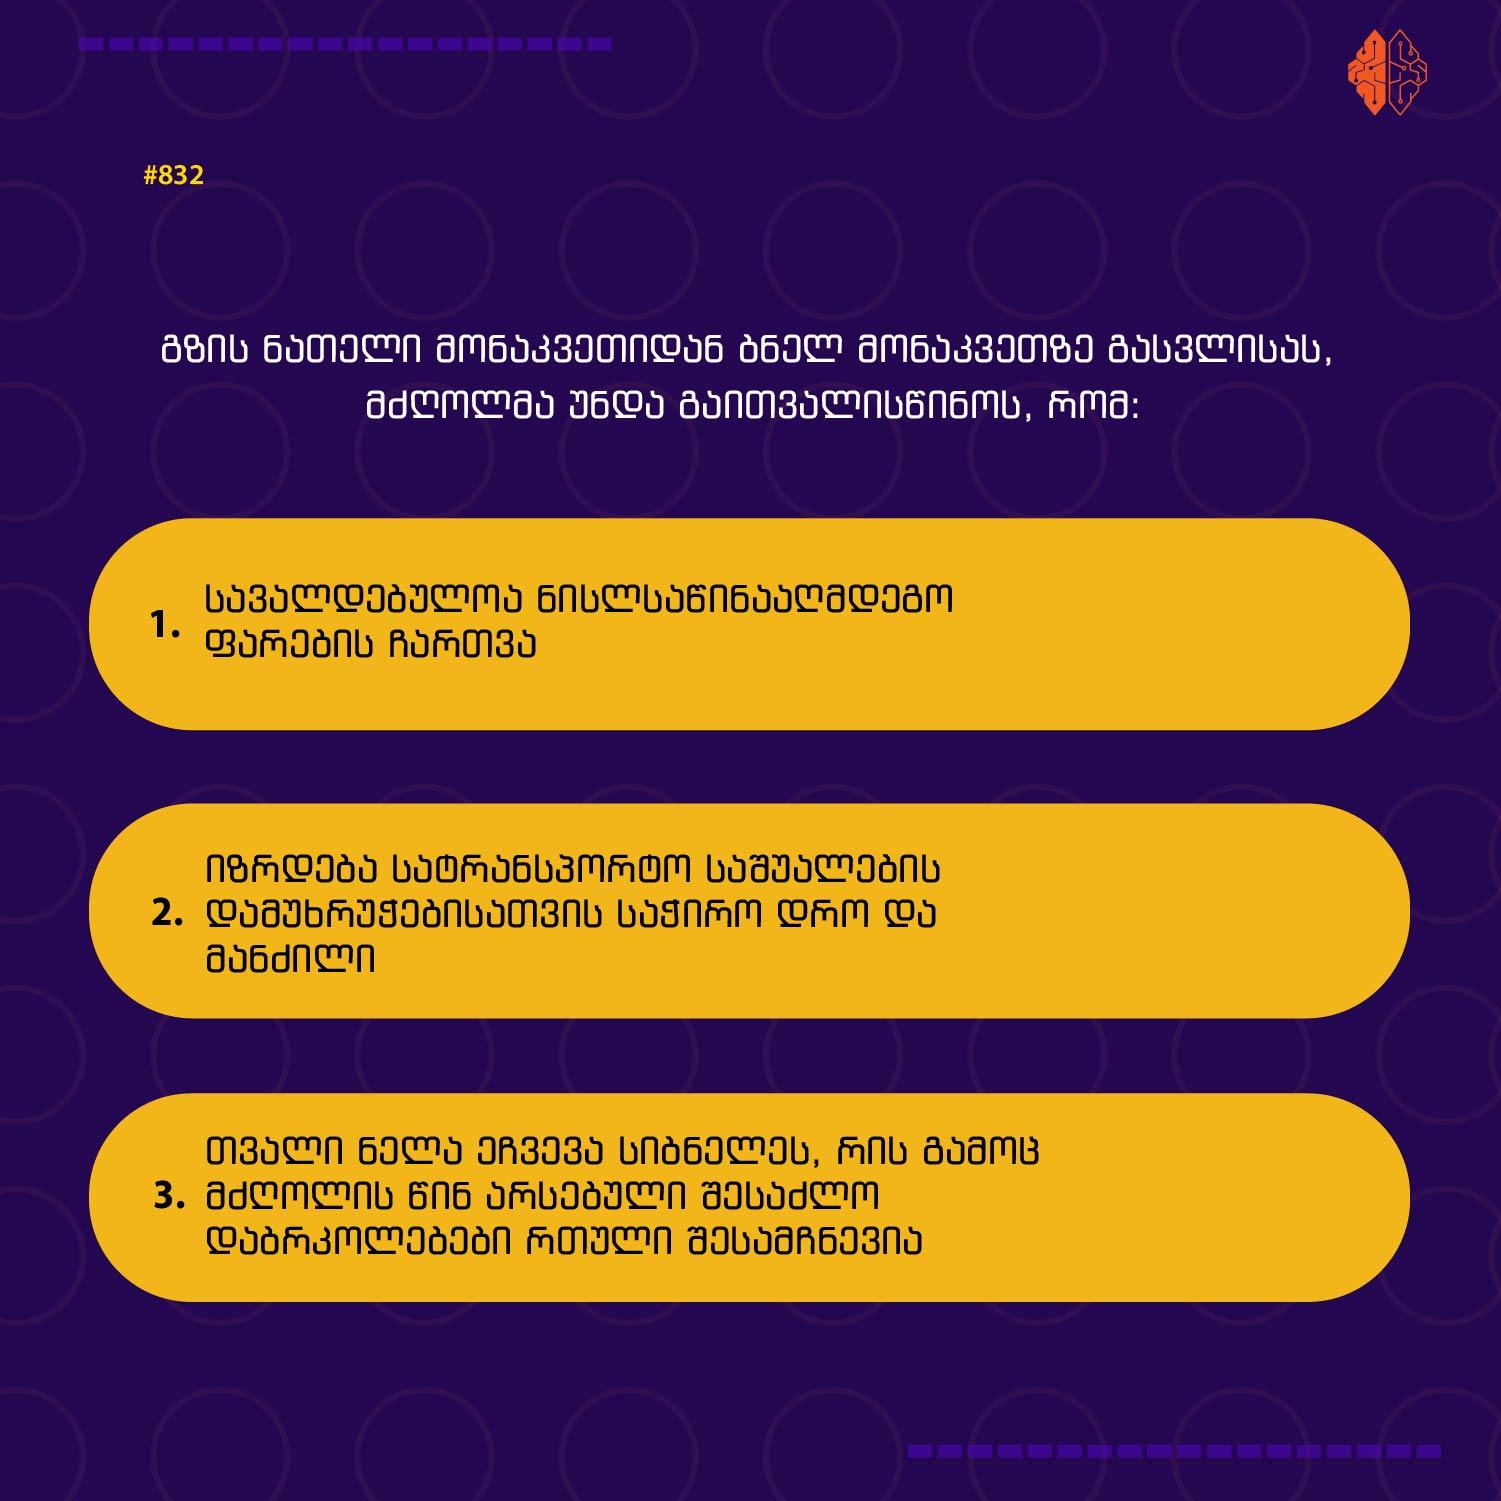 #832
გზის ნათელი მონაკვეთიდან ბნელ მონაკვეთზე გასვლისას,
მძღოლმა უნდა გაითვალისწინოს, რომ:
1. სავალდებულოა ნისლსაწინააღმდეგო
ფარების ჩართვა
იზრდება სატრანსპორტო საშუალების
2. დამუხრუჭებისათვის საჭირო დრო და
მანძილი
თვალი ნელა ეჩვევა სიბნელეს, რის გამოც
3. მძღოლის წინ არსებული შესაძლო
დაბრკოლებები რთული შესამჩნევია